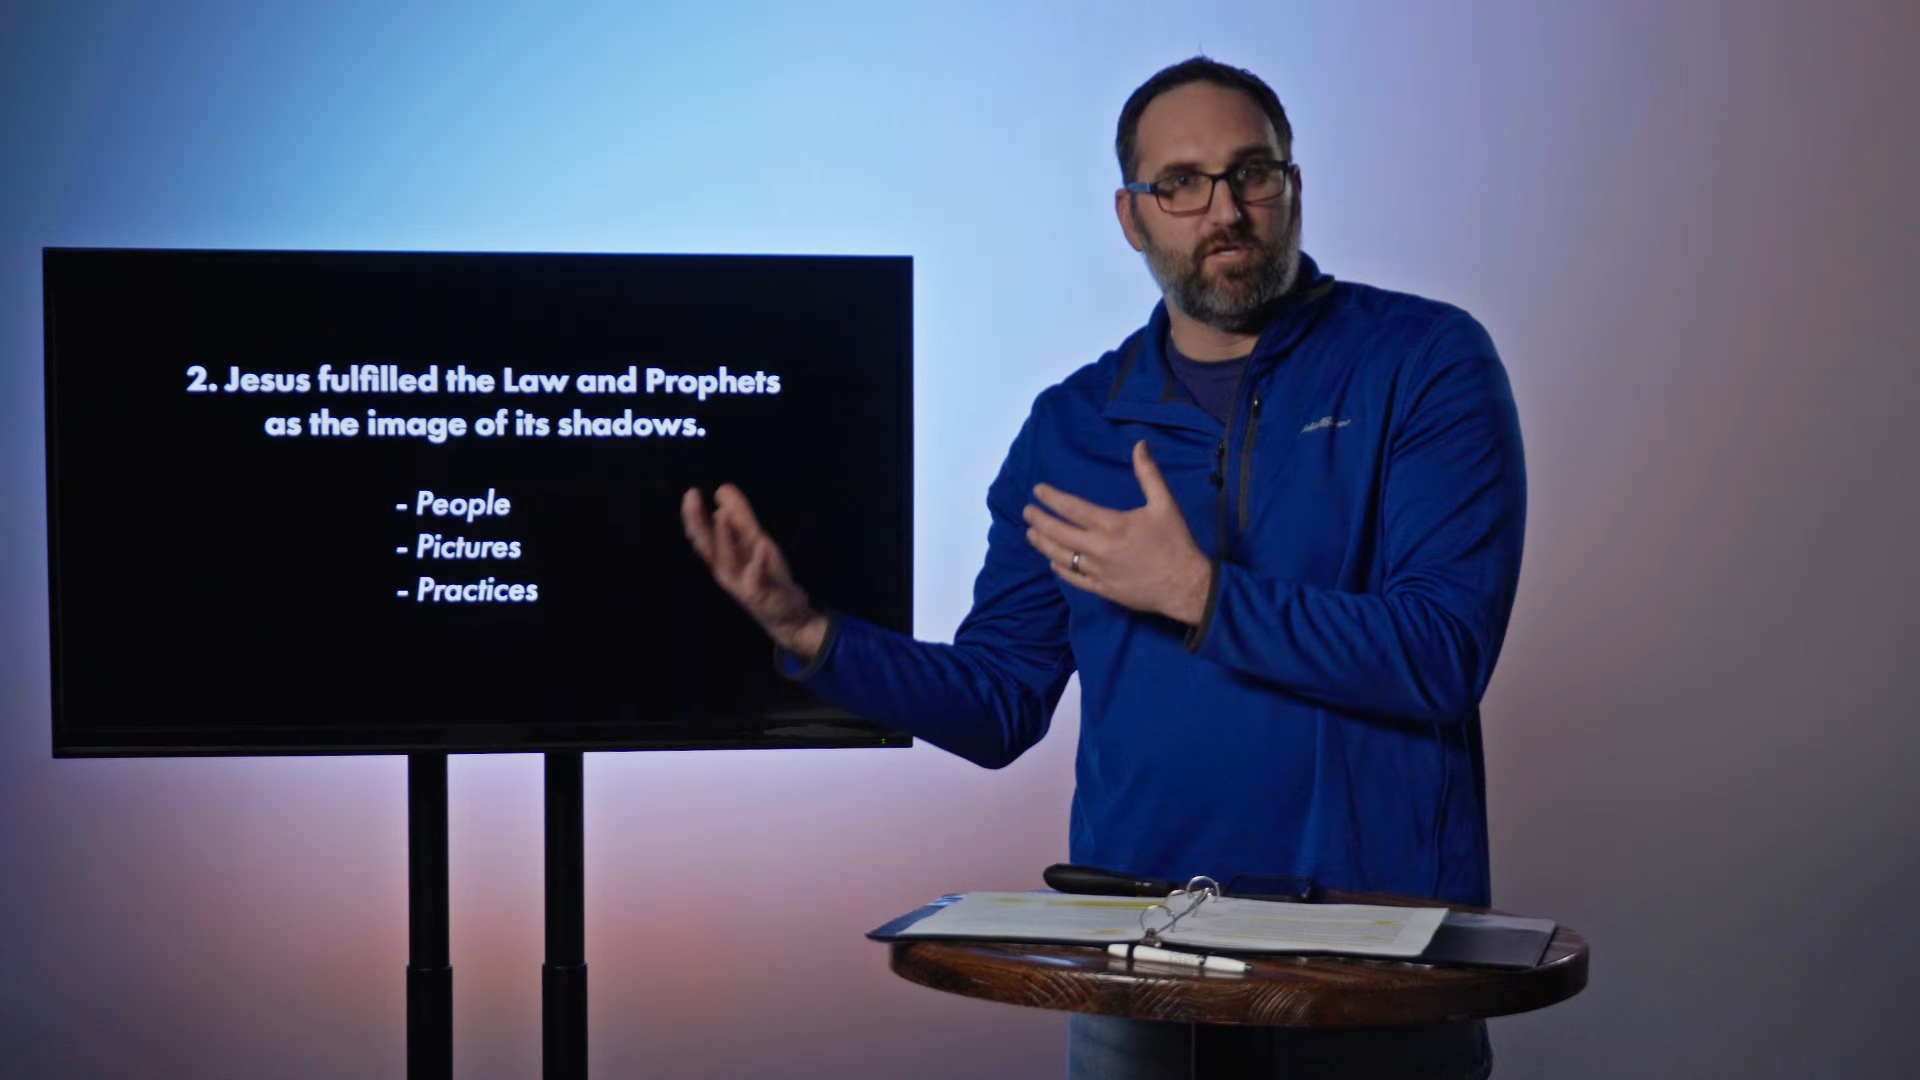 2. Jesus fulfilled the Law and Prophets
as the image of its shadows.
- People
- Pictures
- Practices